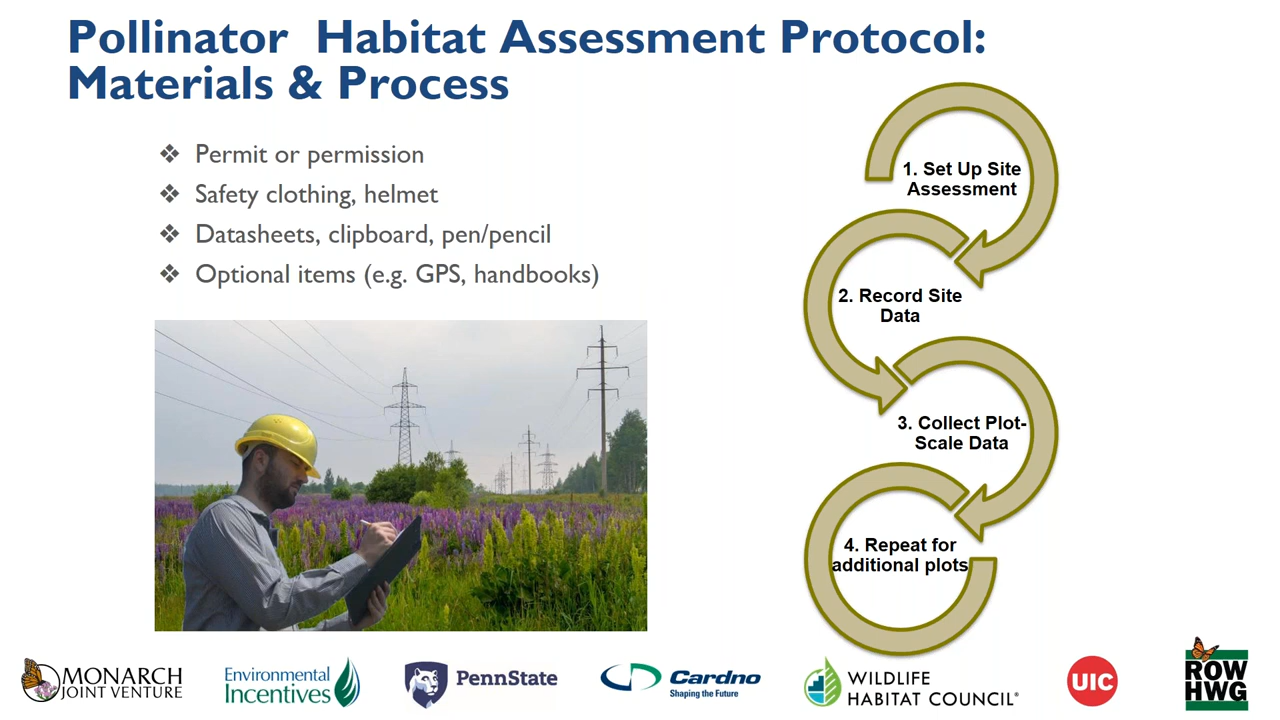 Pollinator Habitat Assessment Protocol:
Materials & Process
❖ Permit or permission
❖ Safety clothing, helmet
❖ Datasheets, clipboard, pen/pencil
❖ Optional items (e.g. GPS, handbooks)
1. Set Up Site
Assessment
2. Record Site
Data
3. Collect Plot-
Scale Data
4. Repeat for
additional plots
MONARCH
JOINT VENTURE
Environmental
Incentives
PennState
Cardno
Shaping the Future
WILDLIFE
HABITAT COUNCIL®
UIC
ROW
HWG